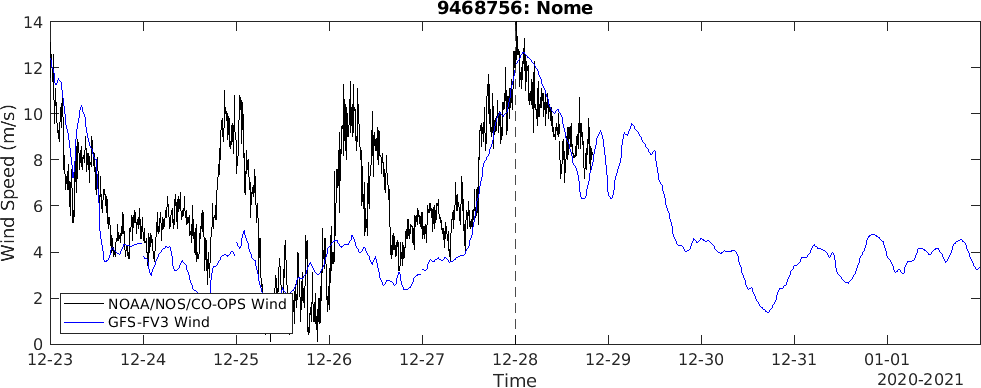 9468756: Nome
Wind Speed (m/s)
14
12
10
8
6
4
2
0
NOAA/NOS/CO-OPS Wind
GFS-FV3 Wind
12-23 12-24 12-25 12-26 12-27 12-28 12-29 12-30 12-31 01-01
Time
2020-2021